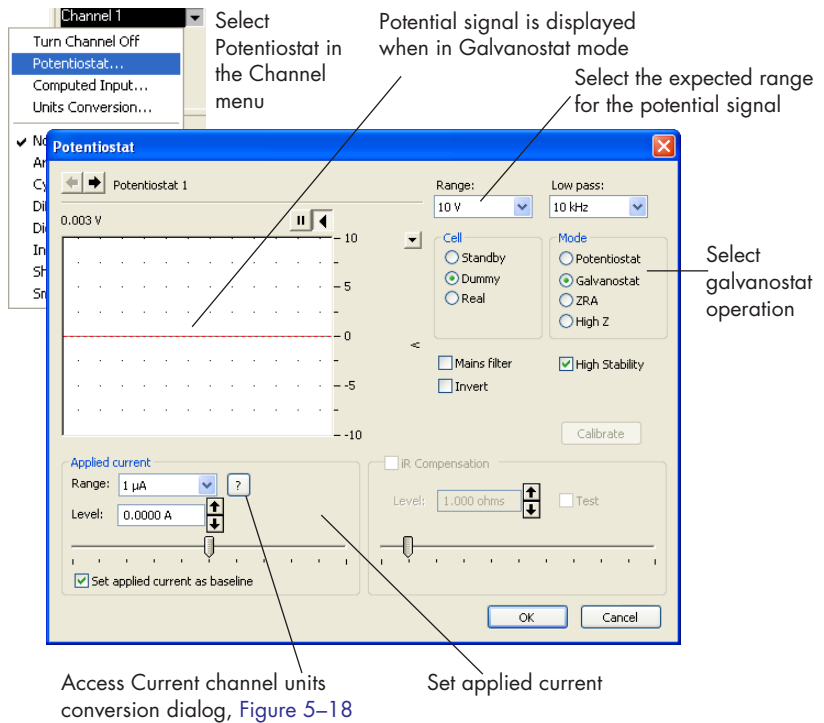 Channel 1
Turn Channel Off
Potentiostat...
Computed Input...
Units Conversion...
Select
Potentiostat in
the Channel
menu
Potential signal is displayed
when in Galvanostat mode
Select the expected range
for the potential signal
Potentiostat
Potentiostat 1
Range:
10 V
Low pass:
10 kHz
0.003 V
10
5
0
-5
-10
V
Cell
Standby
Dummy
Real
Mode
Potentiostat
Galvanostat
ZRA
High Z
Select
galvanostat
operation
Mains filter
Invert
High Stability
Calibrate
Applied current
Range:
1 µA
?
Level:
0.0000 A
Set applied current as baseline
iR Compensation
Level:
1.000 ohms
Test
OK
Cancel
Access Current channel units
conversion dialog, Figure 5–18
Set applied current